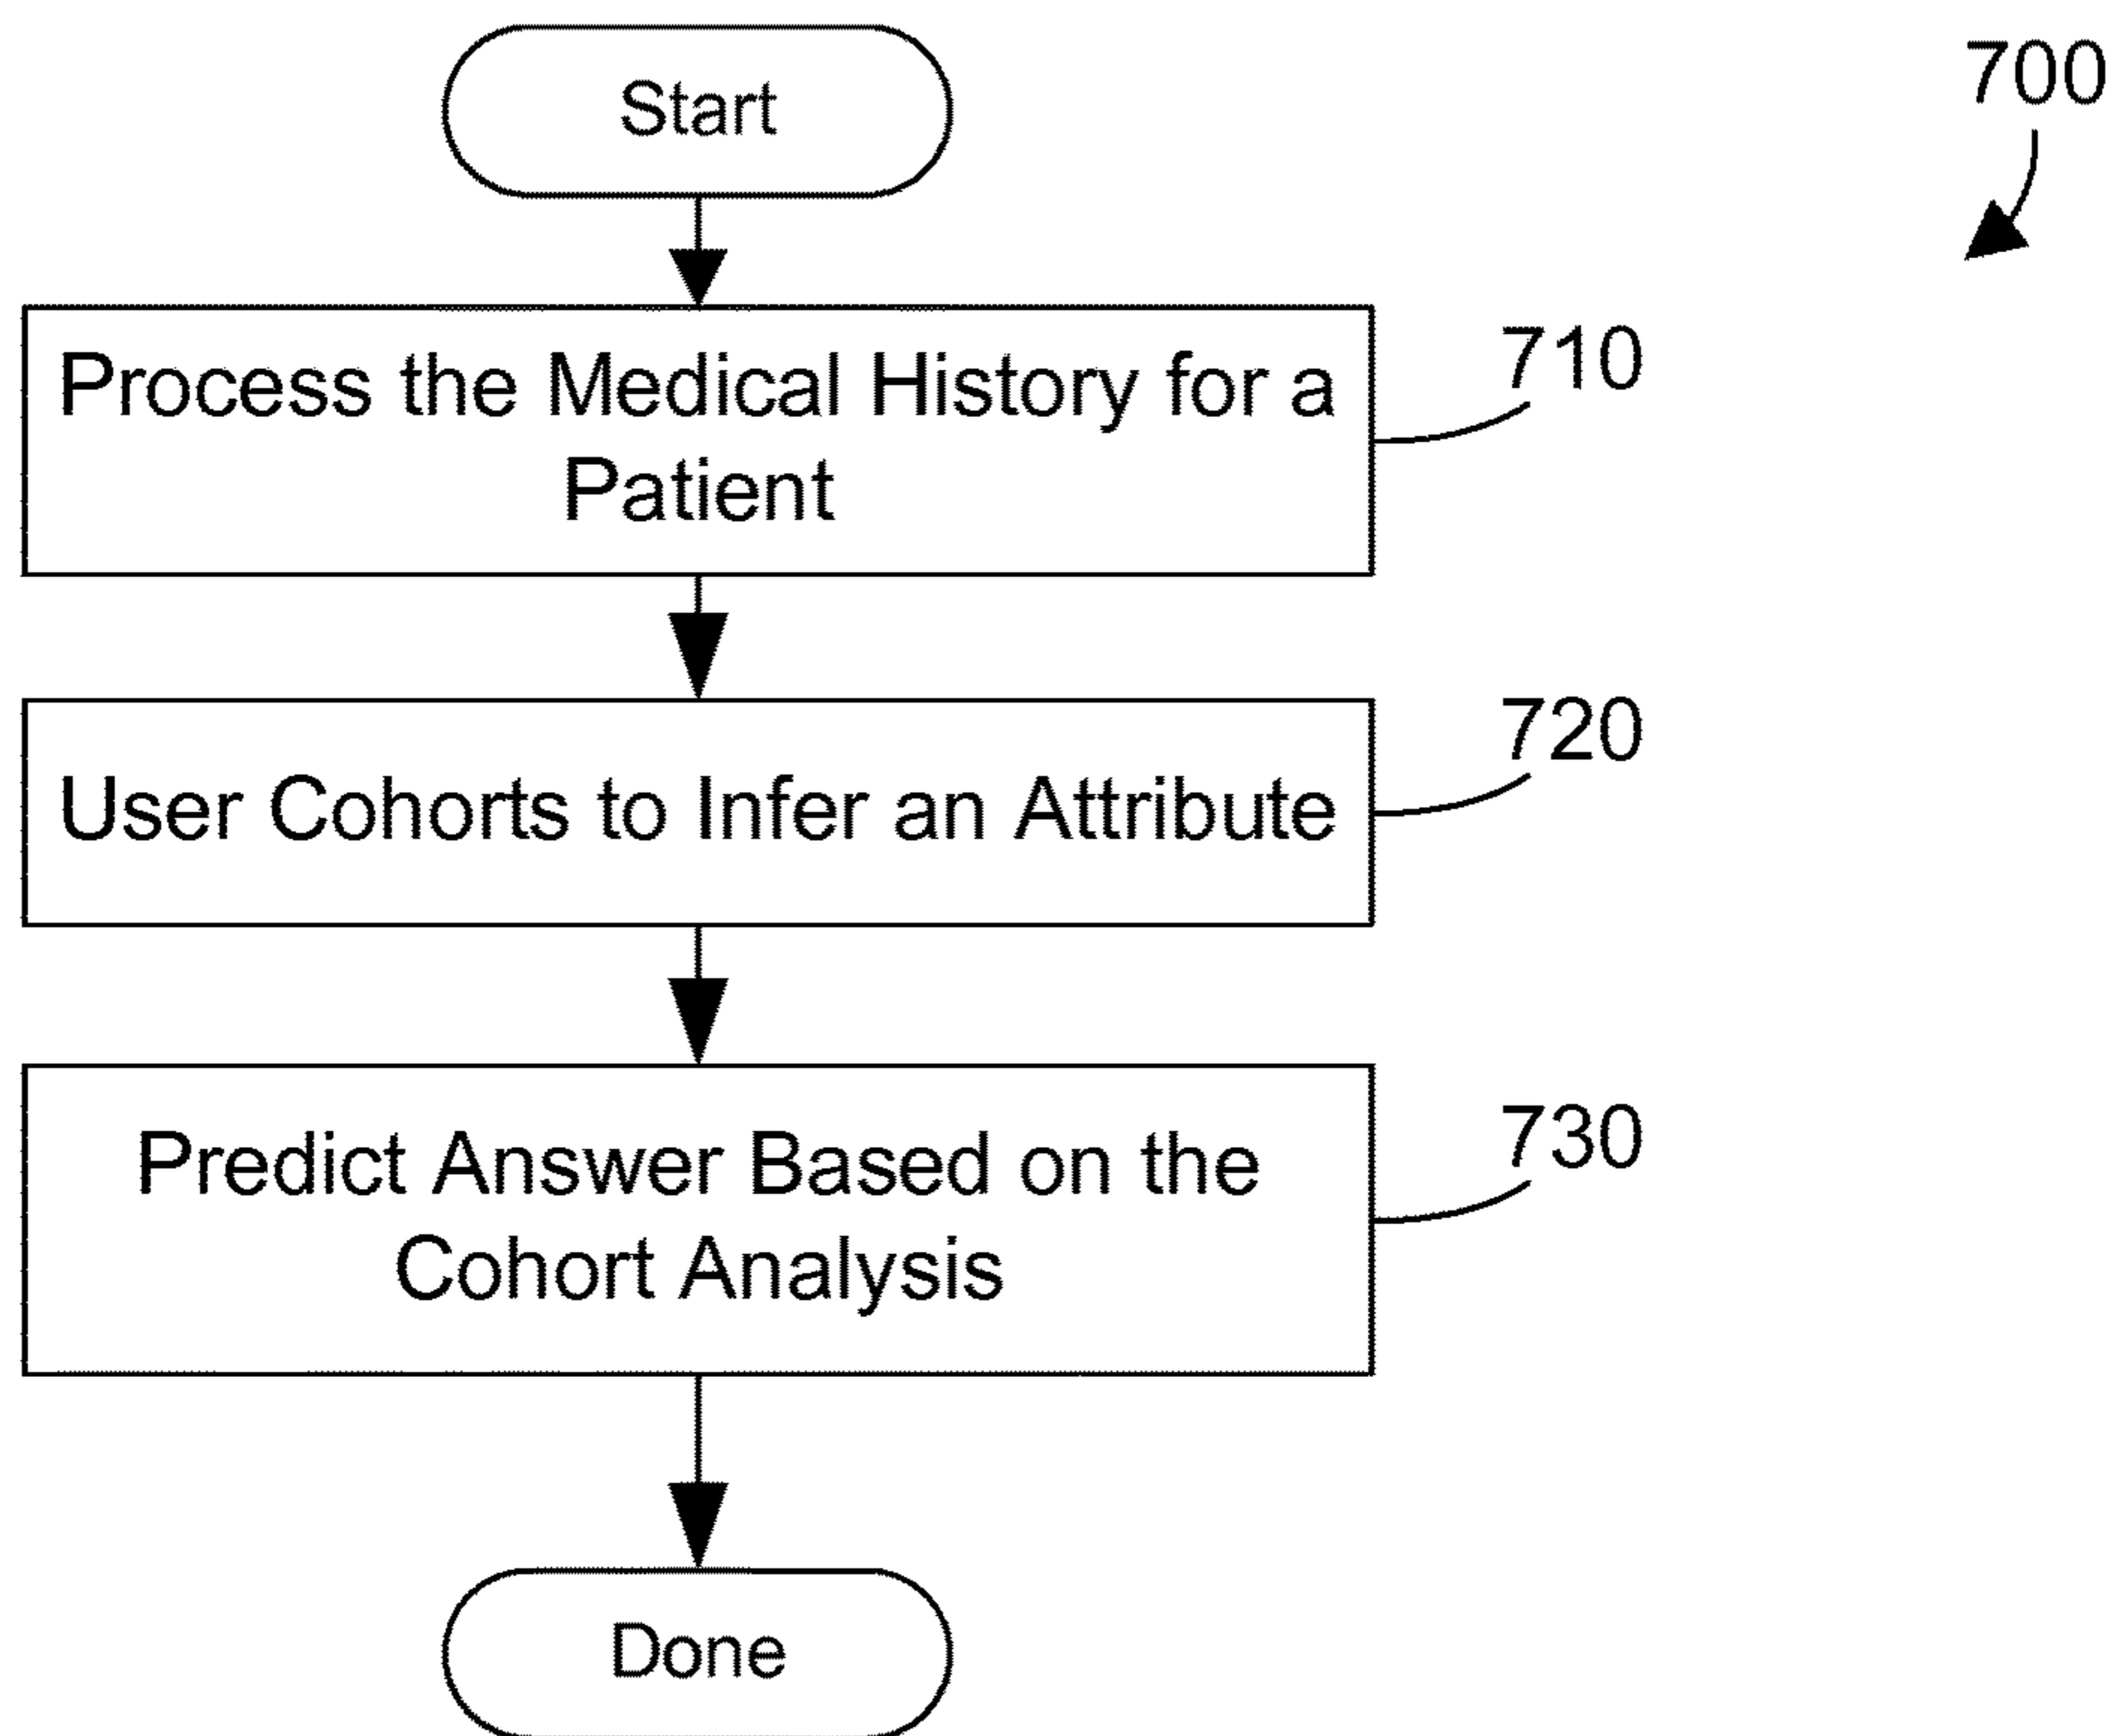 Start
700
Process the Medical History for a
Patient
710
User Cohorts to Infer an Attribute
720
Predict Answer Based on the
Cohort Analysis
730
Done